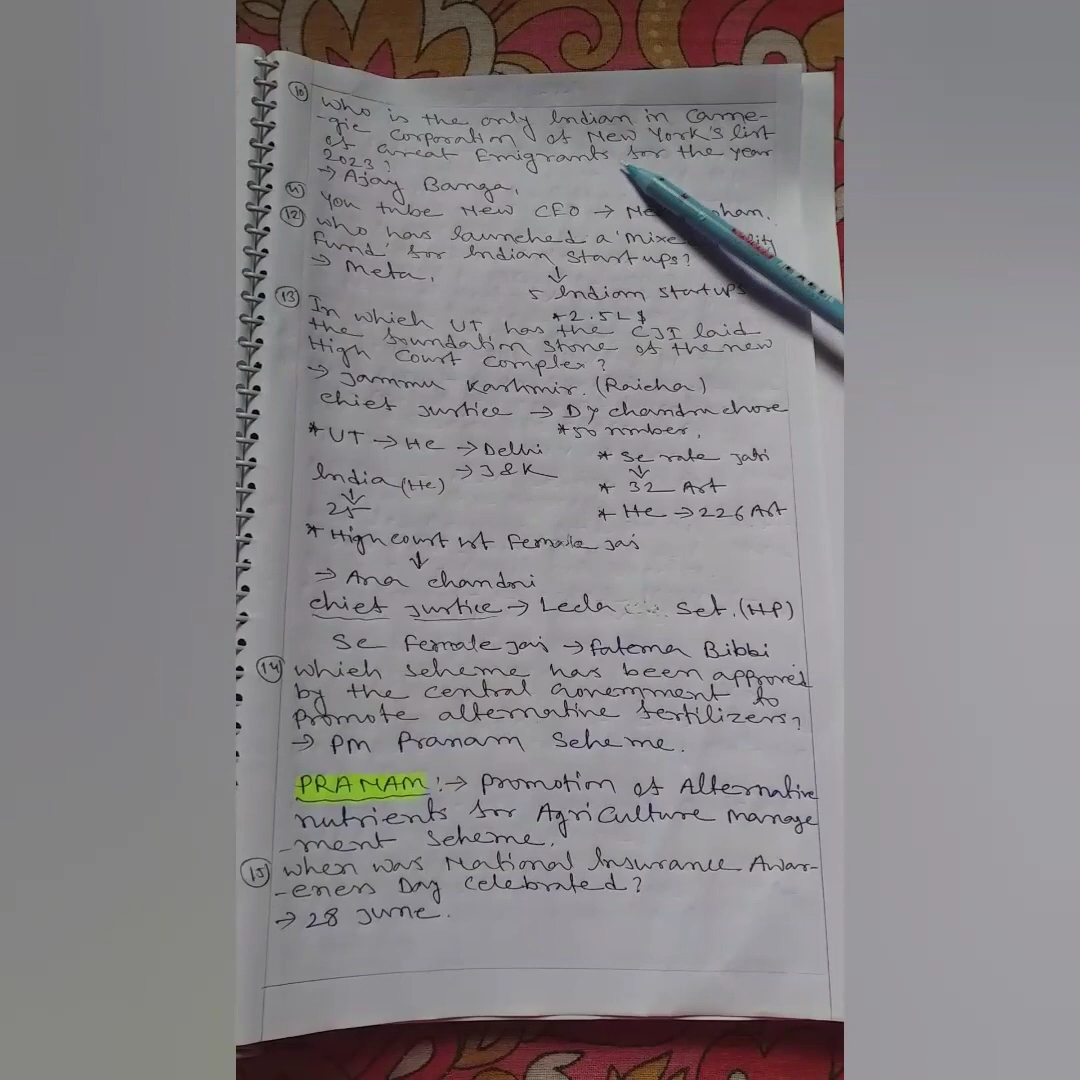 10 Who is the only Indian in Carne-
-gie Corporation of New York's list
of Great Emigrants for the year
2023?
→ Ajay Banga.
11 You tube New CEO → Ne ohan.
12 Who has launched a 'Mixed lity
Fund' for Indian Startups?
→ Meta.
↓
5 Indian startups
* 2.5L $
13 In which UT has the CJI laid
the foundation stone of the new
High Court Complex?
→ Jammu Kashmir. (Raicha)
chief justice → DY chandrachore
* 50 number.
* UT → HC → Delhi
→ J & K
* SC rate jabi
↓
* 32 Art
* HC → 226 Art
India (HC)
↓
25
* High court 1st Female jaj
↓
→ Ana chandni
chief justice → Leela Set. (HP)
SC Female jaj → Fatema Bibbi
14 which scheme has been approved
by the central Government to
Promote alternative fertilizers?
→ PM Pranam Scheme.
PRANAM :→ Promotion of Alternative
nutrients for Agriculture manage
-ment Scheme.
15 when was National Insurance Awar-
-eness Day celebrated?
→ 28 June.